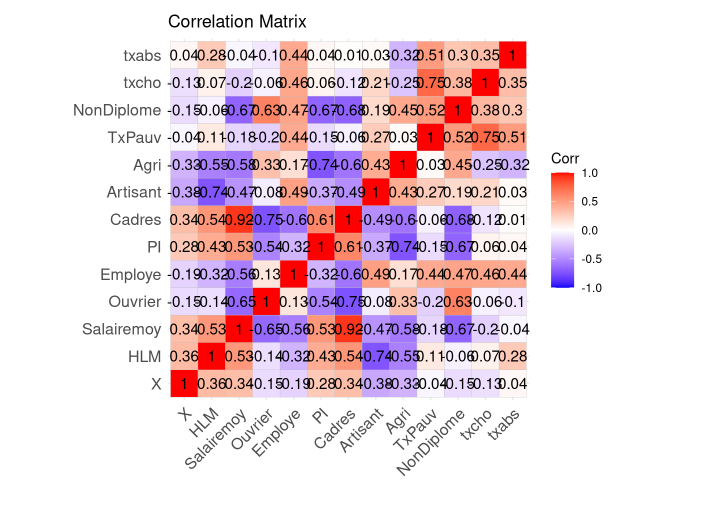 Correlation Matrix
txabs 0.04 0.28 -0.04 -0.1 0.44 0.04 0.01 0.03 -0.32 0.51 0.3 0.35 1
txcho -0.13 0.07 -0.2 -0.06 0.46 0.06 -0.12 0.21 -0.25 0.75 0.38 1 0.35
NonDiplome -0.15 -0.06 -0.67 0.63 0.47 -0.67 -0.68 0.19 0.45 0.52 1 0.38 0.3
TxPauv -0.04 0.11 -0.18 -0.2 0.44 -0.15 -0.06 0.27 0.03 1 0.52 0.75 0.51
Agri -0.33 -0.55 -0.58 0.33 0.17 -0.74 -0.6 0.43 1 0.03 0.45 -0.25 -0.32
Artisant -0.38 -0.74 -0.47 -0.08 0.49 -0.37 -0.49 1 0.43 0.27 0.19 0.21 0.03
Cadres 0.34 0.54 0.92 -0.75 -0.6 0.61 1 -0.49 -0.6 -0.06 -0.68 -0.12 0.01
PI 0.28 0.43 0.53 -0.54 -0.32 1 0.61 -0.37 -0.74 -0.15 -0.67 0.06 0.04
Employe -0.19 -0.32 -0.56 0.13 1 -0.32 -0.6 0.49 0.17 0.44 0.47 0.46 0.44
Ouvrier -0.15 -0.14 -0.65 1 0.13 -0.54 -0.75 -0.08 0.33 -0.2 0.63 -0.06 -0.1
Salairemoy 0.34 0.53 1 -0.65 -0.56 0.53 0.92 -0.47 -0.58 -0.18 -0.67 -0.2 -0.04
HLM 0.36 1 0.53 -0.14 -0.32 0.43 0.54 -0.74 -0.55 0.11 -0.06 0.07 0.28
X 1 0.36 0.34 -0.15 -0.19 0.28 0.34 -0.38 -0.33 -0.04 -0.15 -0.13 0.04
X HLM Salairemoy Ouvrier Employe PI Cadres Artisant Agri TxPauv NonDiplome txcho txabs
Corr
1.0
0.5
0.0
-0.5
-1.0